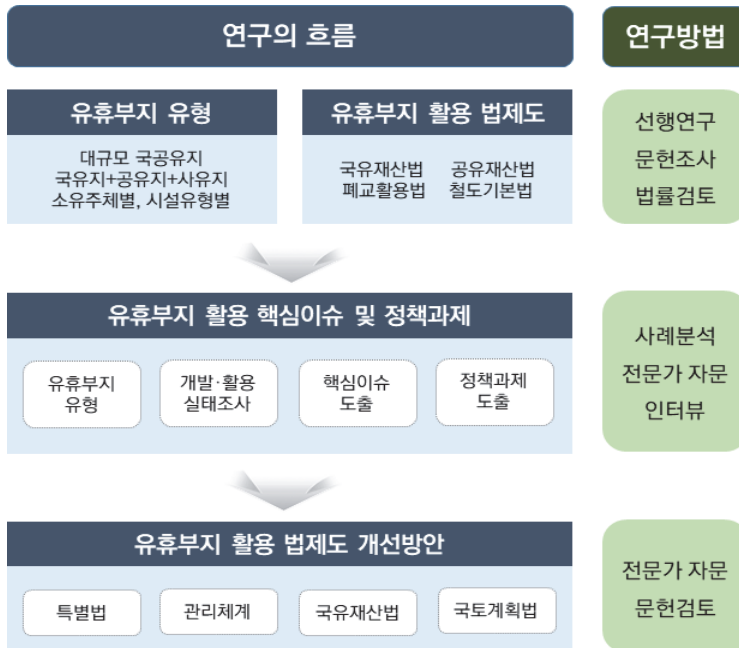 연구의 흐름
연구방법
유휴부지 유형
대규모 국공유지
국유지+공유지+사유지
소유주체별, 시설유형별
유휴부지 활용 법제도
국유재산법 공유재산법
폐교활용법 철도기본법
선행연구
문헌조사
법률검토
유휴부지 활용 핵심이슈 및 정책과제
유휴부지
유형
개발·활용
실태조사
핵심이슈
도출
정책과제
도출
사례분석
전문가 자문
인터뷰
유휴부지 활용 법제도 개선방안
특별법
관리체계
국유재산법
국토계획법
전문가 자문
문헌검토